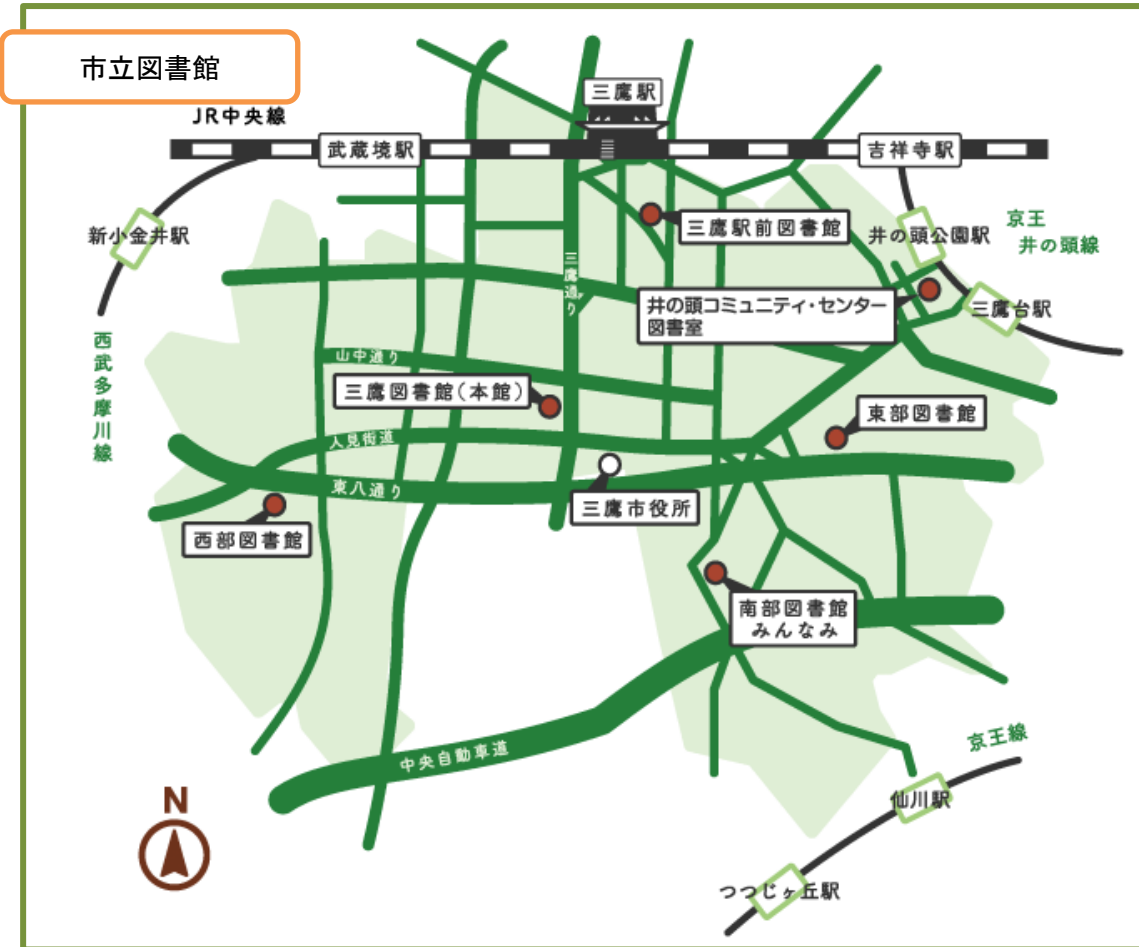 市立図書館
三鷹駅
JR中央線
武蔵境駅
吉祥寺駅
新小金井駅
三鷹駅前図書館
井の頭公園駅
京王
井の頭線
三鷹通り
井の頭コミュニティ・センター
図書室
三鷹台駅
西武多摩川線
山中通り
三鷹図書館(本館)
東部図書館
人見街道
東八通り
三鷹市役所
西部図書館
南部図書館
みんなみ
中央自動車道
京王線
仙川駅
N
つつじヶ丘駅